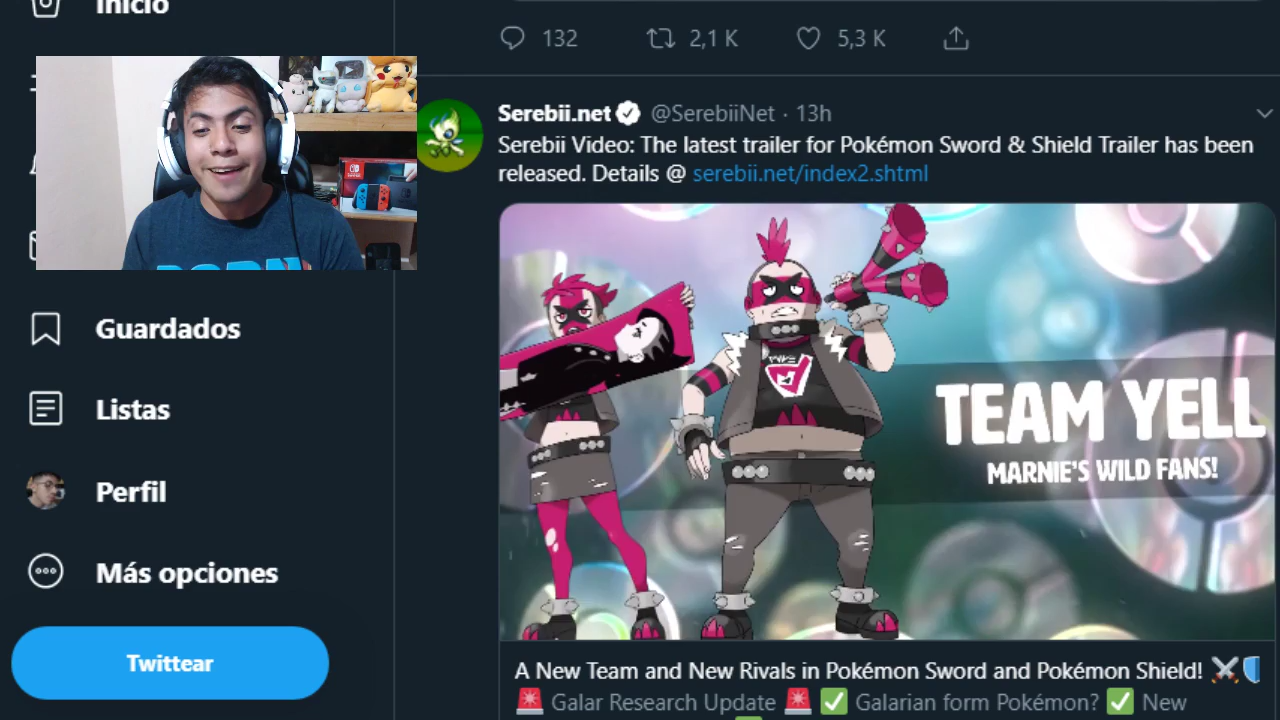 Inicio
132
2,1 K
5,3 K
Serebii.net @SerebiiNet · 13h
Serebii Video: The latest trailer for Pokémon Sword & Shield Trailer has been
released. Details @ serebii.net/index2.shtml
Guardados
Listas
Perfil
Más opciones
Twittear
TEAM YELL
MARNIE'S WILD FANS!
A New Team and New Rivals in Pokémon Sword and Pokémon Shield! ⚔🛡
🚨 Galar Research Update 🚨 ✅ Galarian form Pokémon? ✅ New